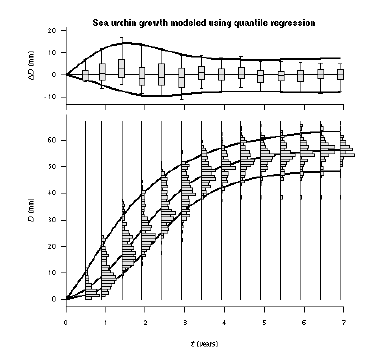 Sea urchin growth modeled using quantile regression
20
10
0
-10
ΔD (mm)
60
50
40
30
20
10
0
D (mm)
0 1 2 3 4 5 6 7
t (years)